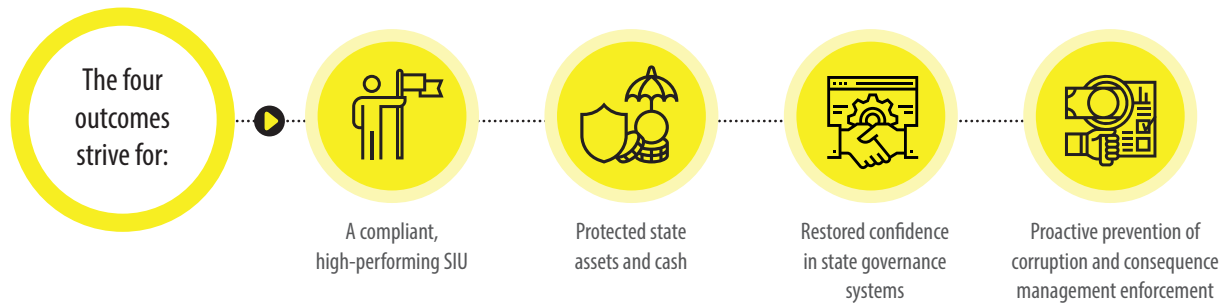 The four
outcomes
strive for:
A compliant,
high-performing SIU
Protected state
assets and cash
Restored confidence
in state governance
systems
Proactive prevention of
corruption and consequence
management enforcement